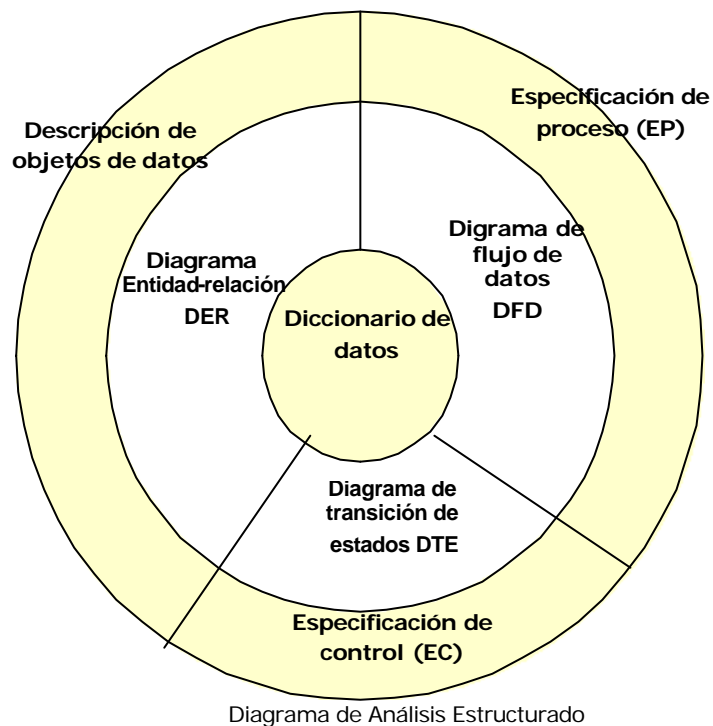 Especificación de
proceso (EP)
Descripción de
objetos de datos
Digrama de
flujo de
datos
DFD
Diagrama
Entidad-relación
DER
Diccionario de
datos
Diagrama de
transición de
estados DTE
Especificación de
control (EC)
Diagrama de Análisis Estructurado